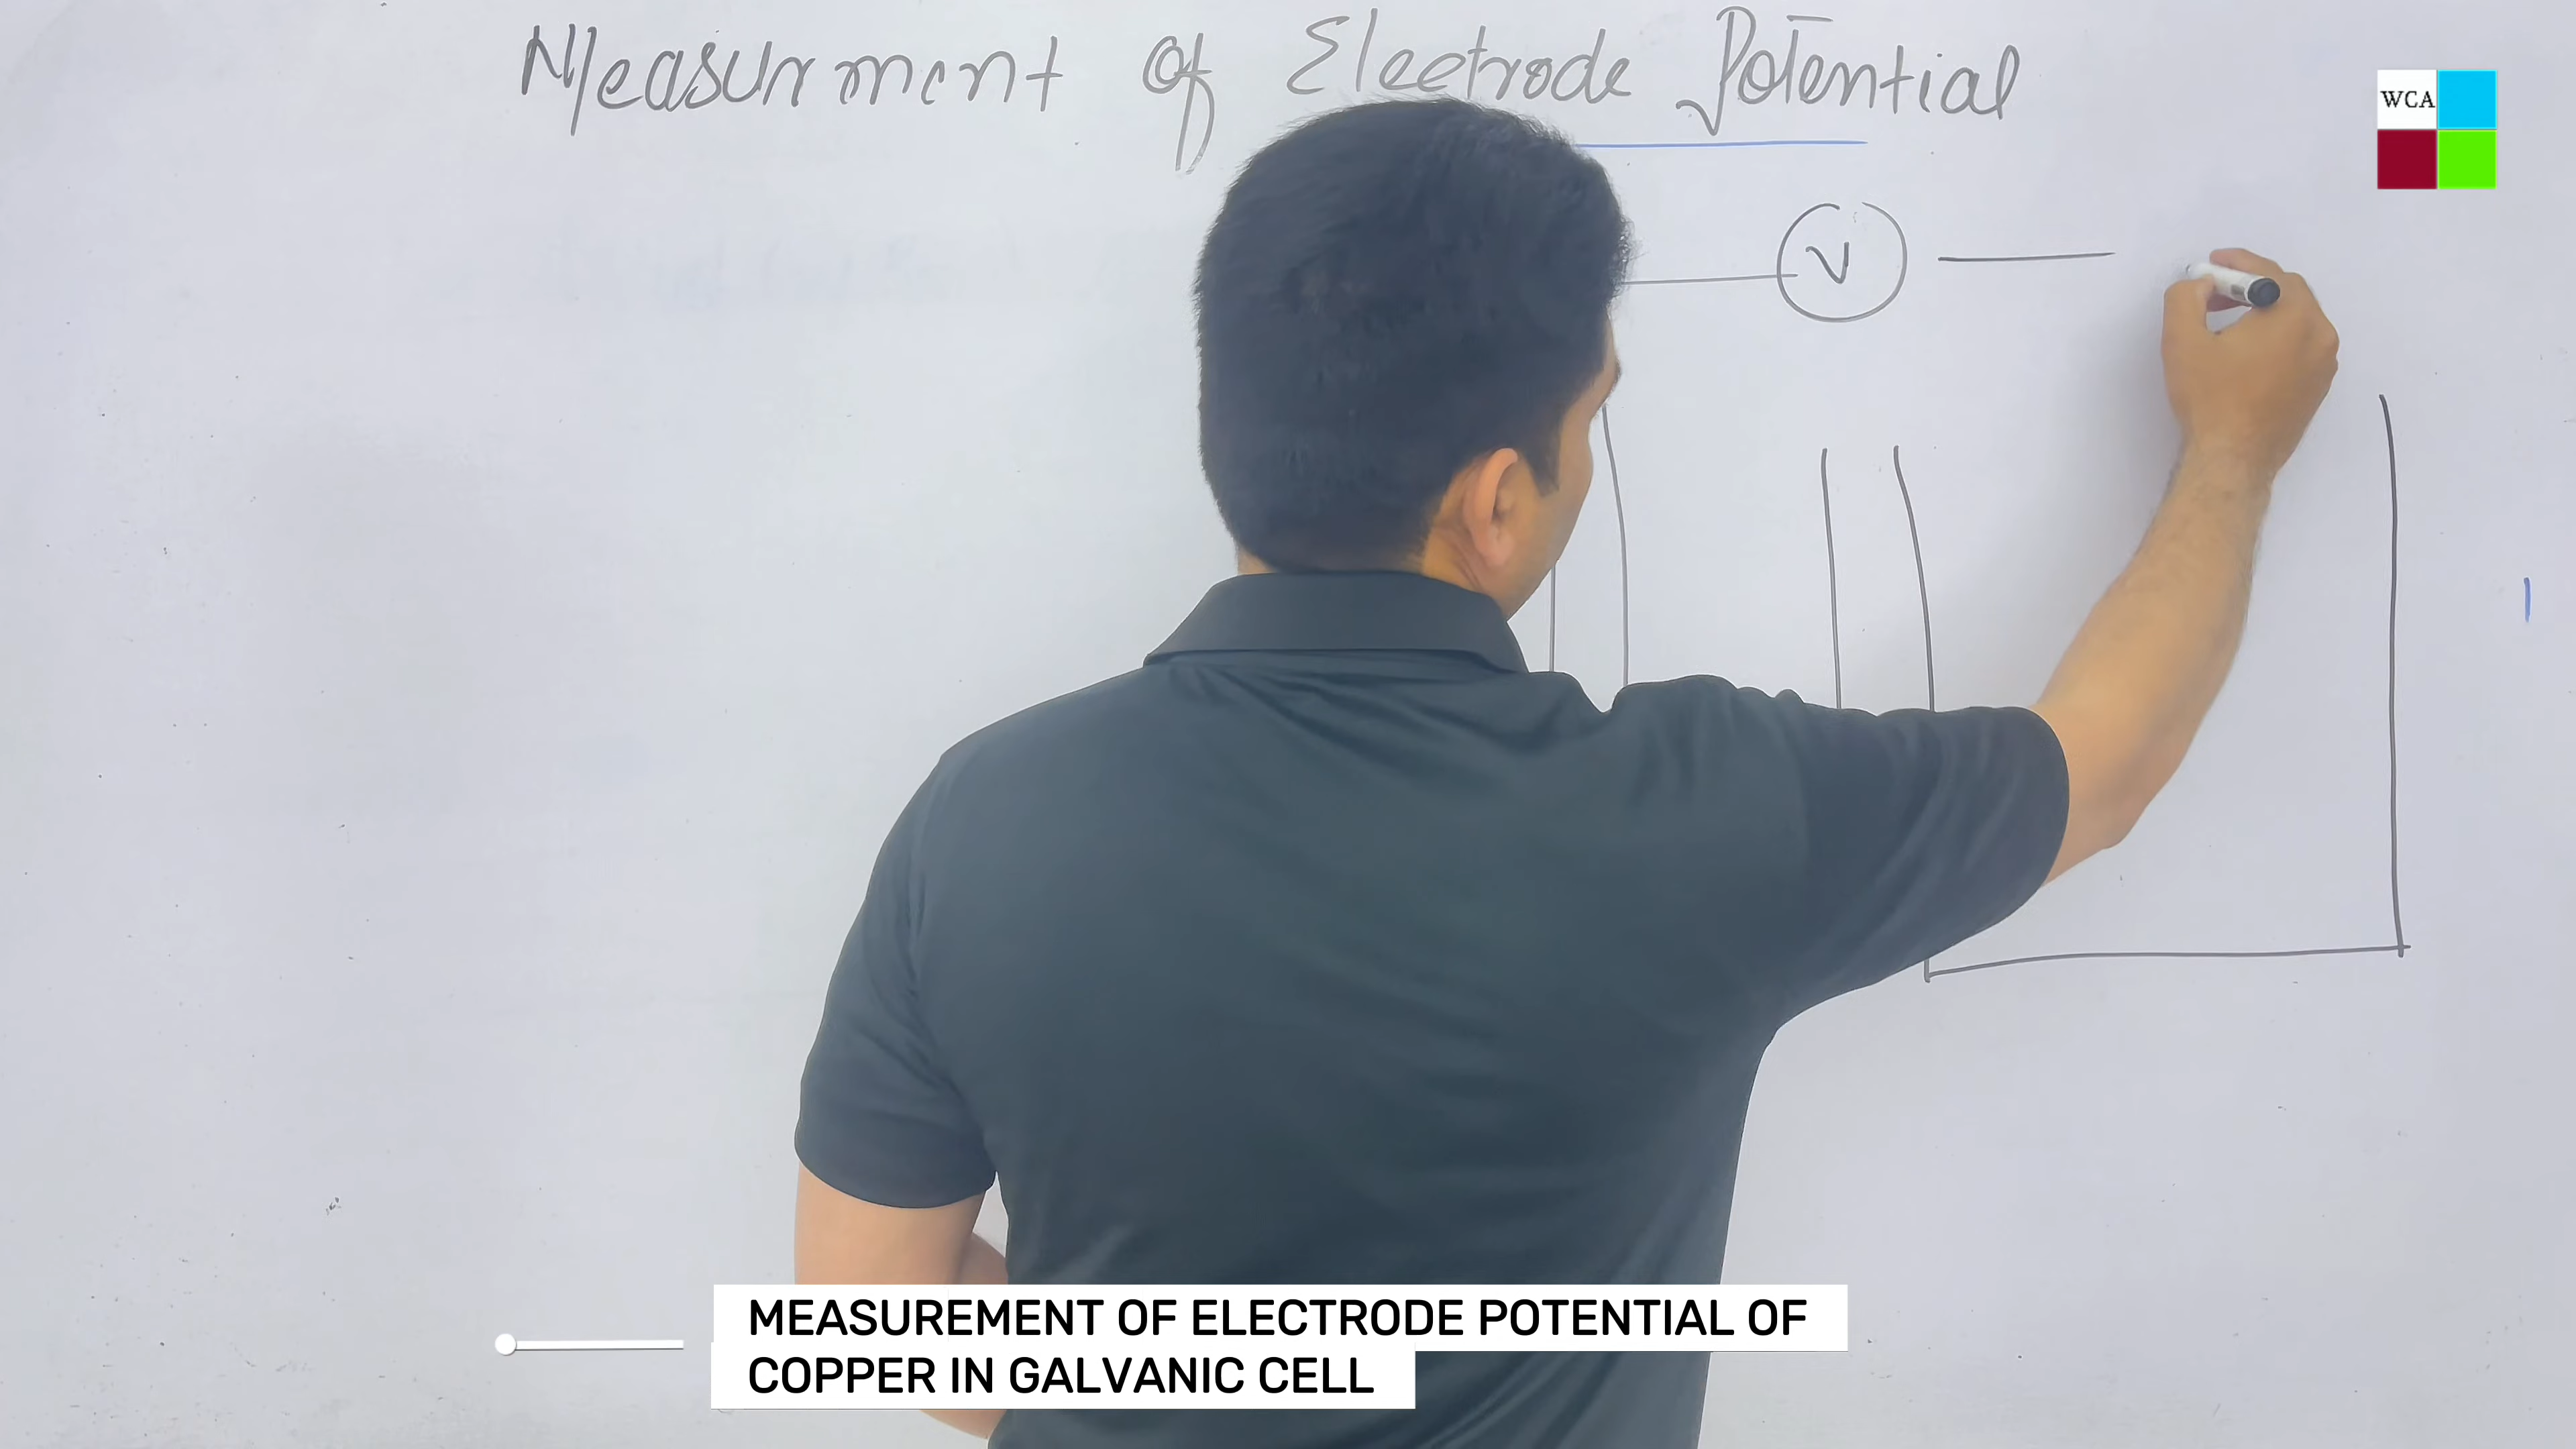 Measurment of Electrode Potential
WCA
V
MEASUREMENT OF ELECTRODE POTENTIAL OF
COPPER IN GALVANIC CELL